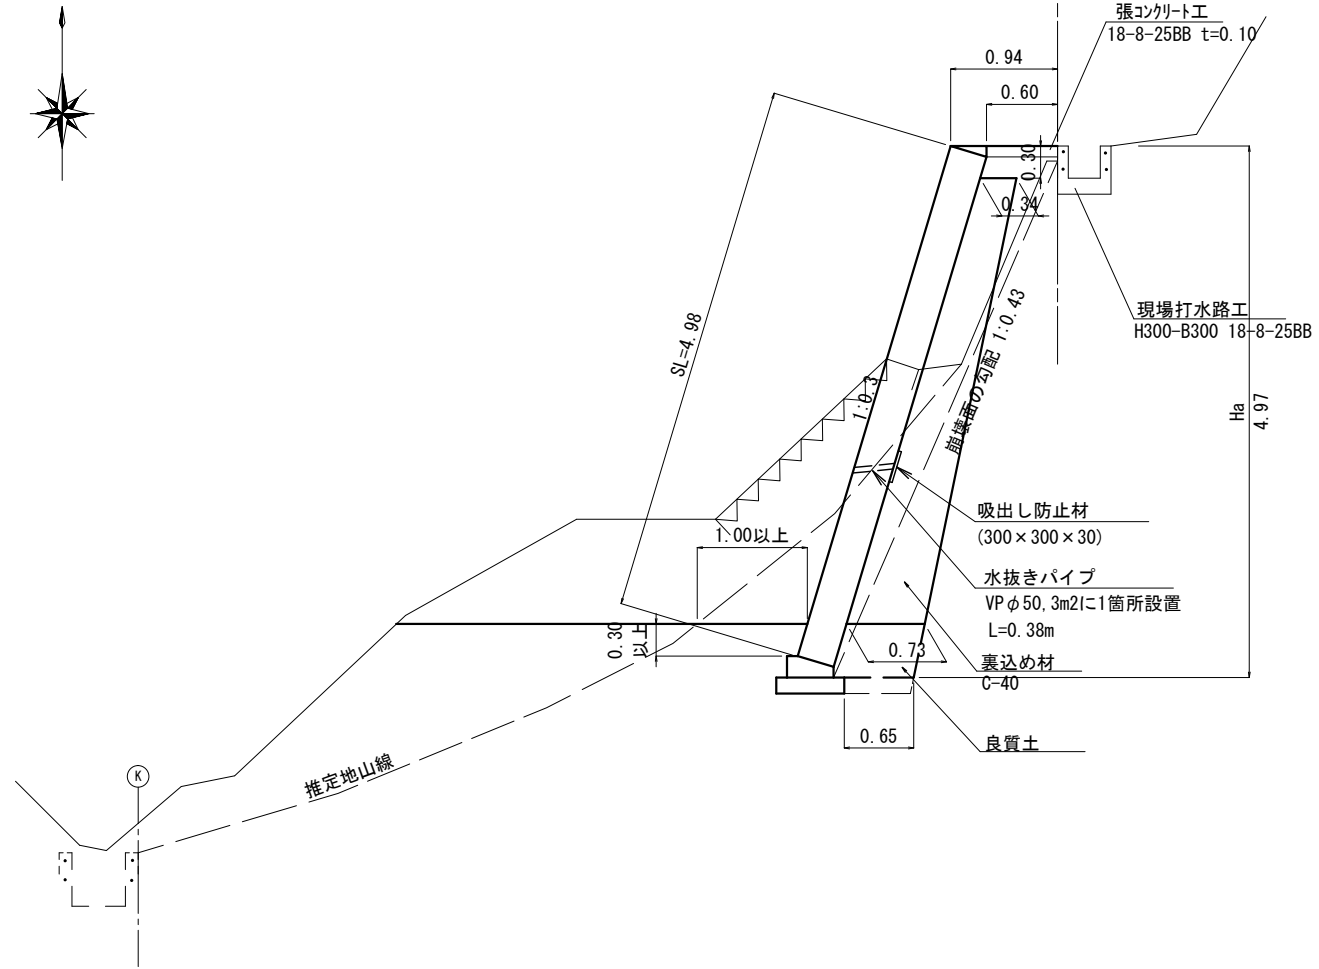 張コンクリート工
18-8-25BB t=0.10
0.94
0.60
0.30
0.34
現場打水路工
H300-B300 18-8-25BB
SL=4.98
1:0.3
崩壊面の勾配 1:0.43
Ha
4.97
吸出し防止材
(300×300×30)
1.00以上
水抜きパイプ
VPφ50,3m2に1箇所設置
L=0.38m
0.30
以上
0.73
裏込め材
C-40
0.65
良質土
推定地山線
K